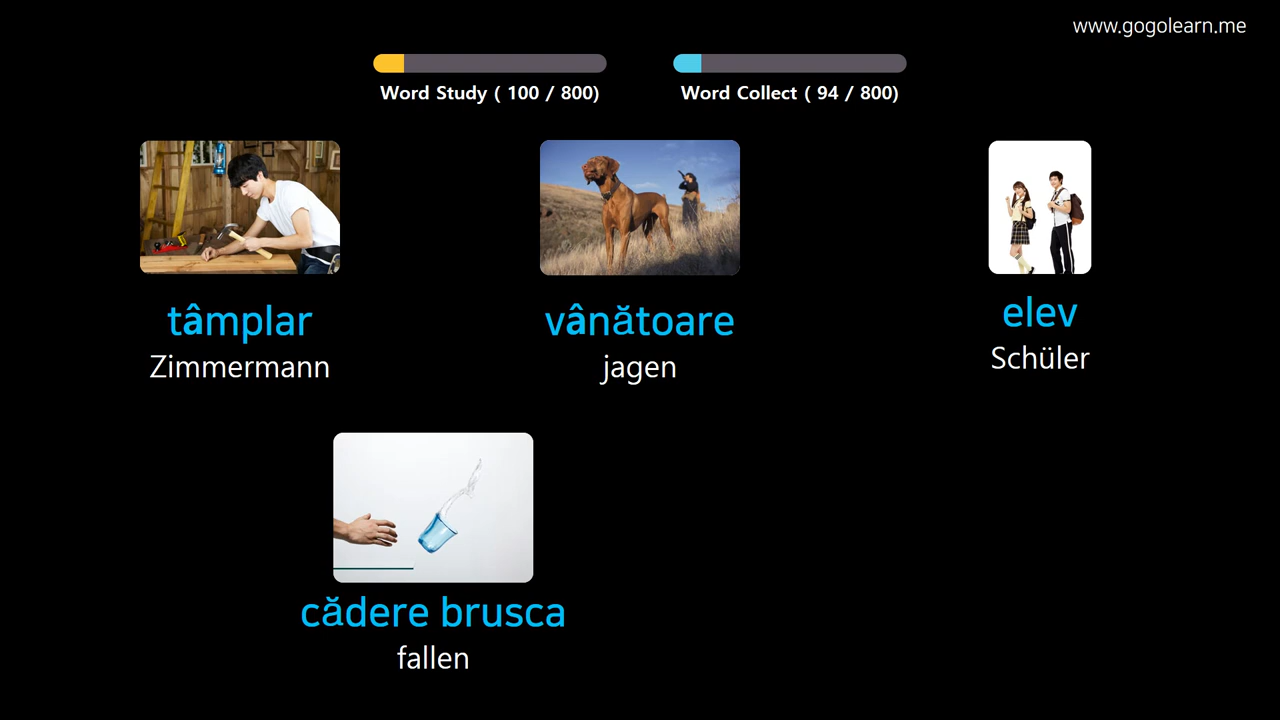 www.gogolearn.me
Word Study ( 100 / 800)
Word Collect ( 94 / 800)
tâmplar
Zimmermann
vânătoare
jagen
elev
Schüler
cădere brusca
fallen